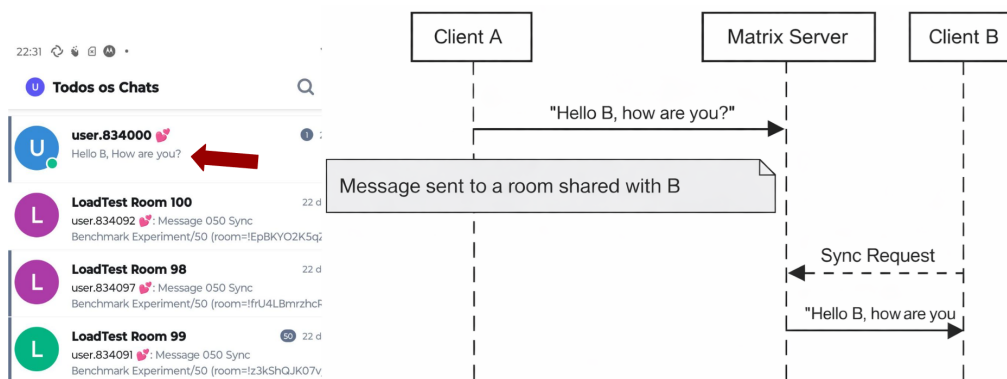 22:31
U Todos os Chats
U
user.834000 💕
1
Hello B, How are you?
L
LoadTest Room 100
22 d
user.834092 💕: Message 050 Sync
Benchmark Experiment/50 (room=!EpBKYO2K5q
L
LoadTest Room 98
22 d
user.834097 💕: Message 050 Sync
Benchmark Experiment/50 (room=!frU4LBmrzhc
L
LoadTest Room 99
50 22 d
user.834091 💕: Message 050 Sync
Benchmark Experiment/50 (room=!z3kShQJK07v
Client A
Matrix Server
Client B
"Hello B, how are you?"
Message sent to a room shared with B
Sync Request
"Hello B, how are you